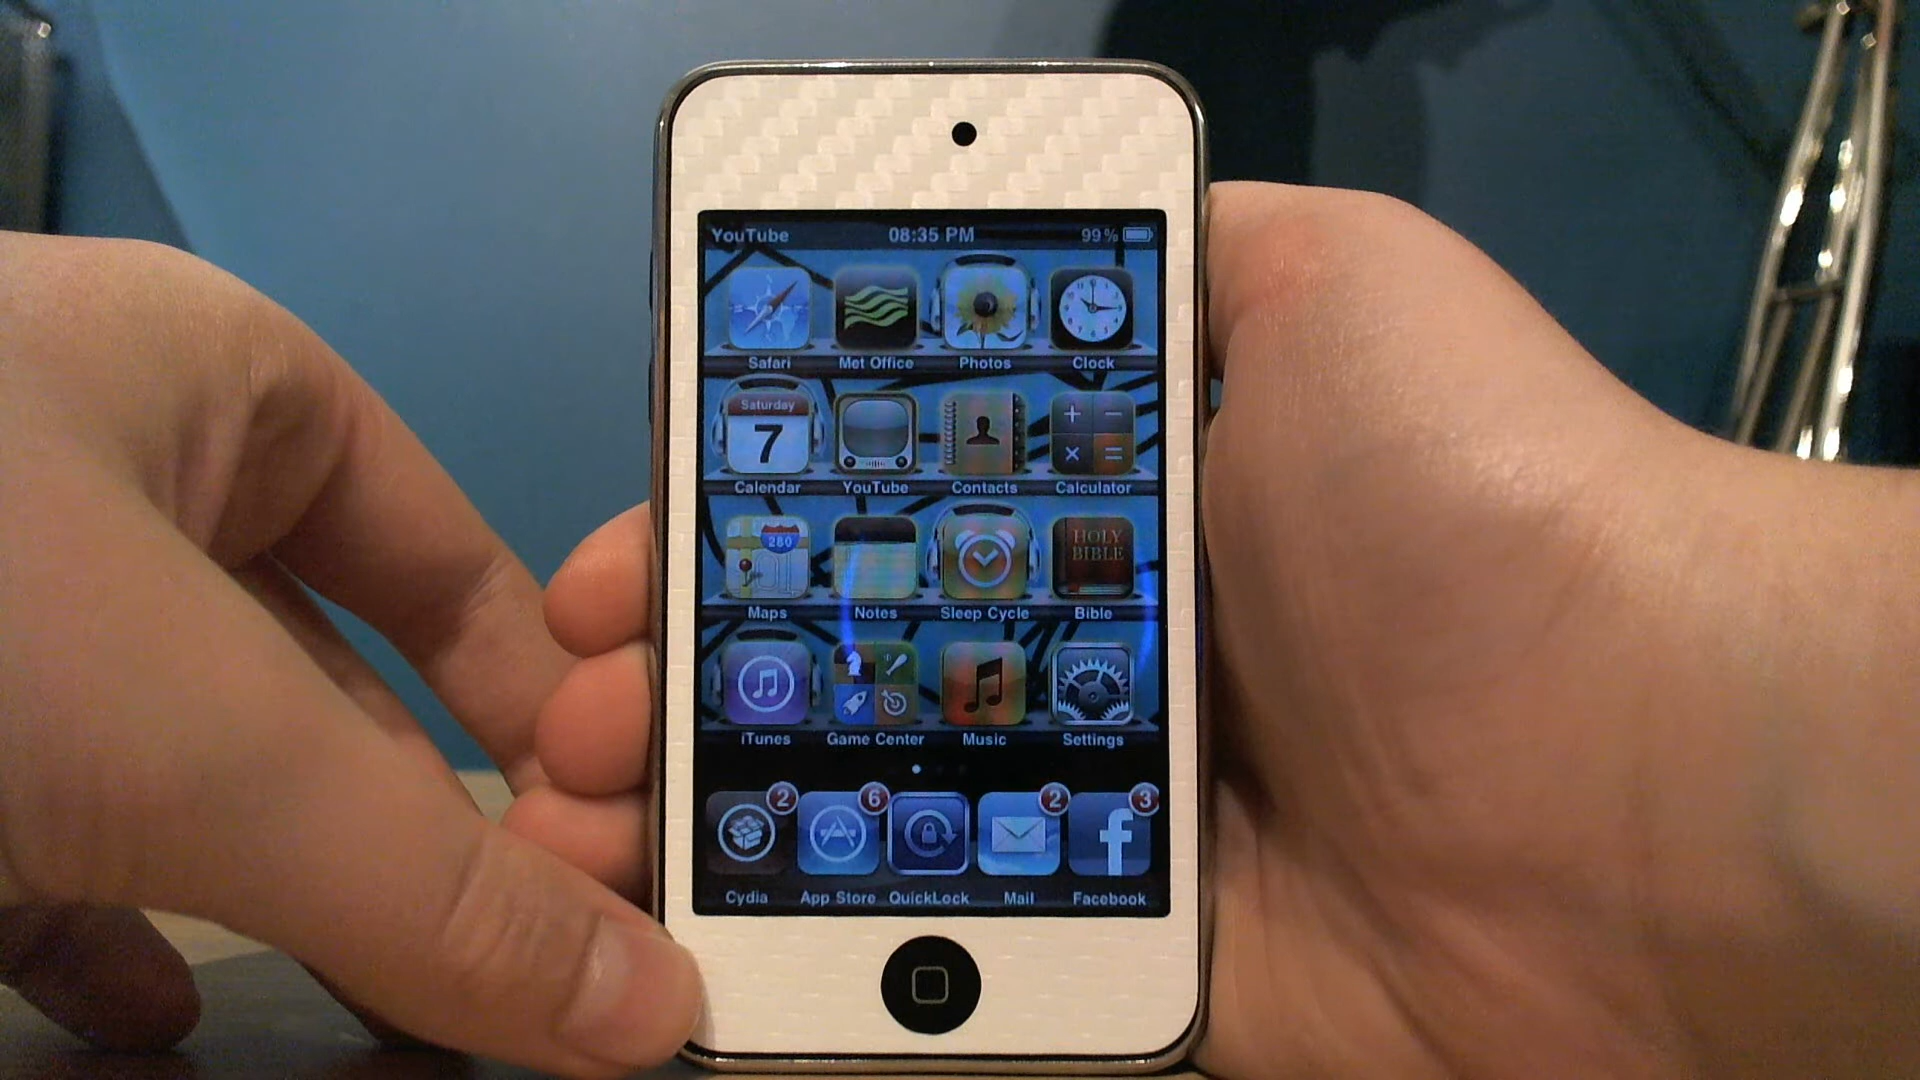 YouTube 08:35 PM 99%
Safari Met Office Photos Clock
Saturday
7
Calendar YouTube Contacts Calculator
280
HOLY
BIBLE
Maps Notes Sleep Cycle Bible
iTunes Game Center Music Settings
2 6 2 3
Cydia App Store QuickLock Mail Facebook